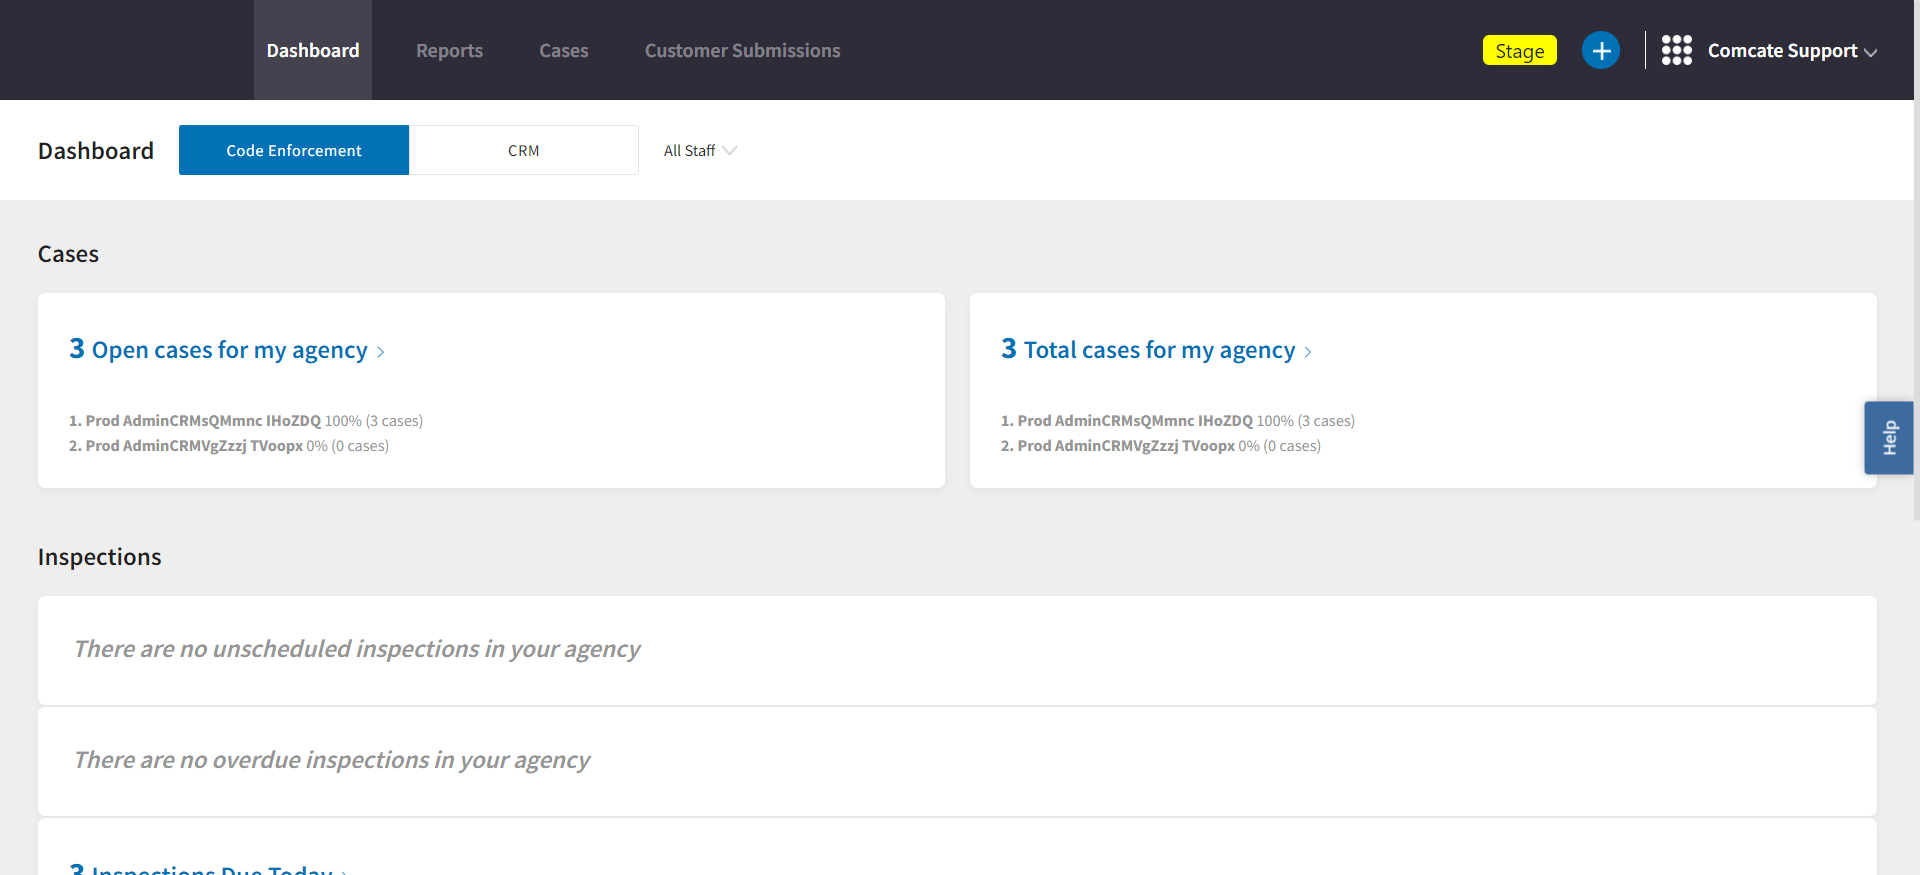 Dashboard Reports Cases Customer Submissions Stage Comcate Support
Dashboard Code Enforcement CRM All Staff
Cases
3 Open cases for my agency
1. Prod AdminCRMsQMmnc IHoZDQ 100% (3 cases)
2. Prod AdminCRMVgZzzj TVoopx 0% (0 cases)
3 Total cases for my agency
1. Prod AdminCRMsQMmnc IHoZDQ 100% (3 cases)
2. Prod AdminCRMVgZzzj TVoopx 0% (0 cases)
Help
Inspections
There are no unscheduled inspections in your agency
There are no overdue inspections in your agency
3 Inspections Due Today